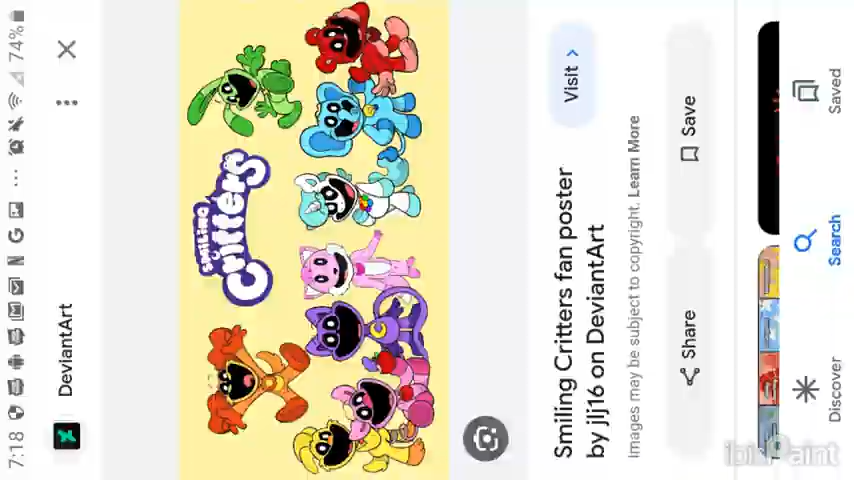 7:18
74%
DeviantArt
SMILING
Critters
Smiling Critters fan poster
by jlj16 on DeviantArt
Visit >
Images may be subject to copyright. Learn More
Share
Save
Discover
Search
Saved
ibisPaint